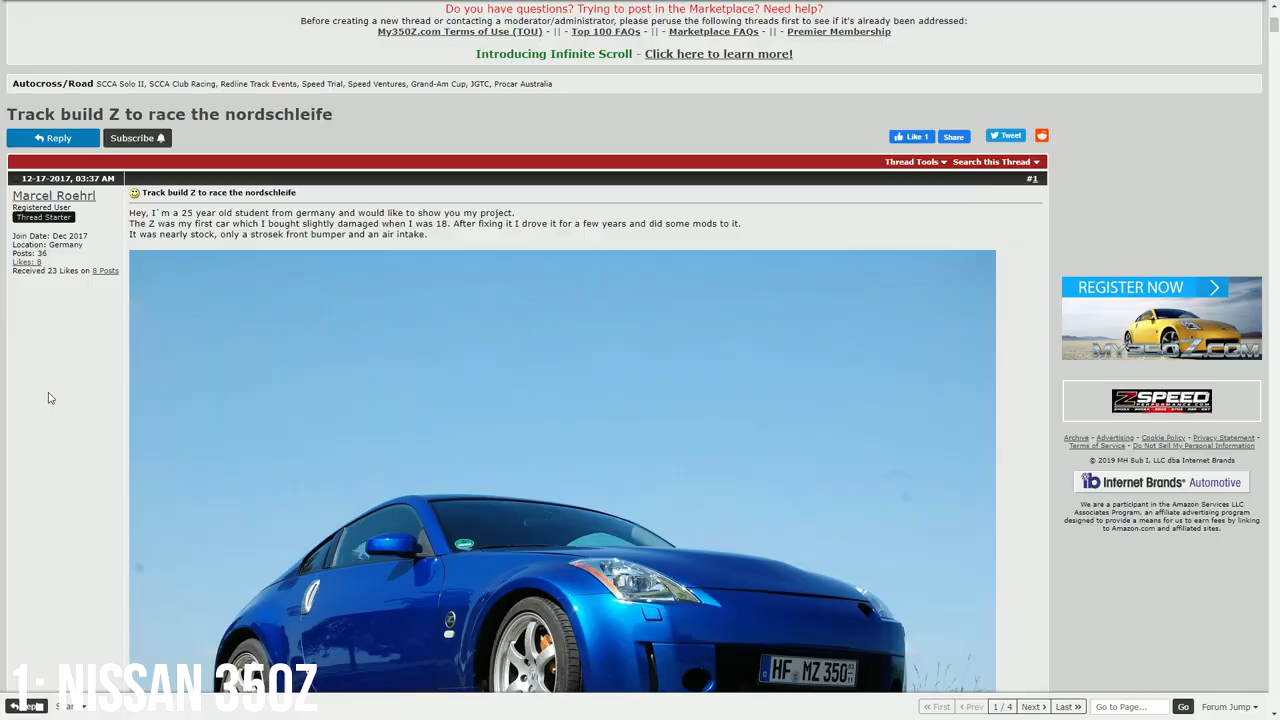 Do you have questions? Trying to post in the Marketplace? Need help?
Before creating a new thread or contacting a moderator/administrator, please peruse the following threads first to see if it's already been addressed:
My350Z.com Terms of Use (TOU) - || - Top 100 FAQs - || - Marketplace FAQs - || - Premier Membership
Introducing Infinite Scroll - Click here to learn more!
Autocross/Road SCCA Solo II, SCCA Club Racing, Redline Track Events, Speed Trial, Speed Ventures, Grand-Am Cup, JGTC, Procar Australia
Track build Z to race the nordschleife
Reply Subscribe
Like 1 Share Tweet
Thread Tools Search this Thread
12-17-2017, 03:37 AM
#1
Marcel Roehrl
Registered User
Thread Starter
Join Date: Dec 2017
Location: Germany
Posts: 36
Likes: 8
Received 23 Likes on 8 Posts
Track build Z to race the nordschleife
Hey, I`m a 25 year old student from germany and would like to show you my project.
The Z was my first car which I bought slightly damaged when I was 18. After fixing it I drove it for a few years and did some mods to it.
It was nearly stock, only a strosek front bumper and an air intake.
HF MZ 350
REGISTER NOW
MY350Z.COM
ZSPEED
PERFORMANCE.COM
Archive - Advertising - Cookie Policy - Privacy Statement -
Terms of Service - Do Not Sell My Personal Information
© 2019 MH Sub I, LLC dba Internet Brands
ib Internet Brands Automotive
We are a participant in the Amazon Services LLC
Associates Program, an affiliate advertising program
designed to provide a means for us to earn fees by linking
to Amazon.com and affiliated sites.
1: NISSAN 350Z
« First ‹ Prev 1 / 4 Next › Last » Go to Page... Go Forum Jump